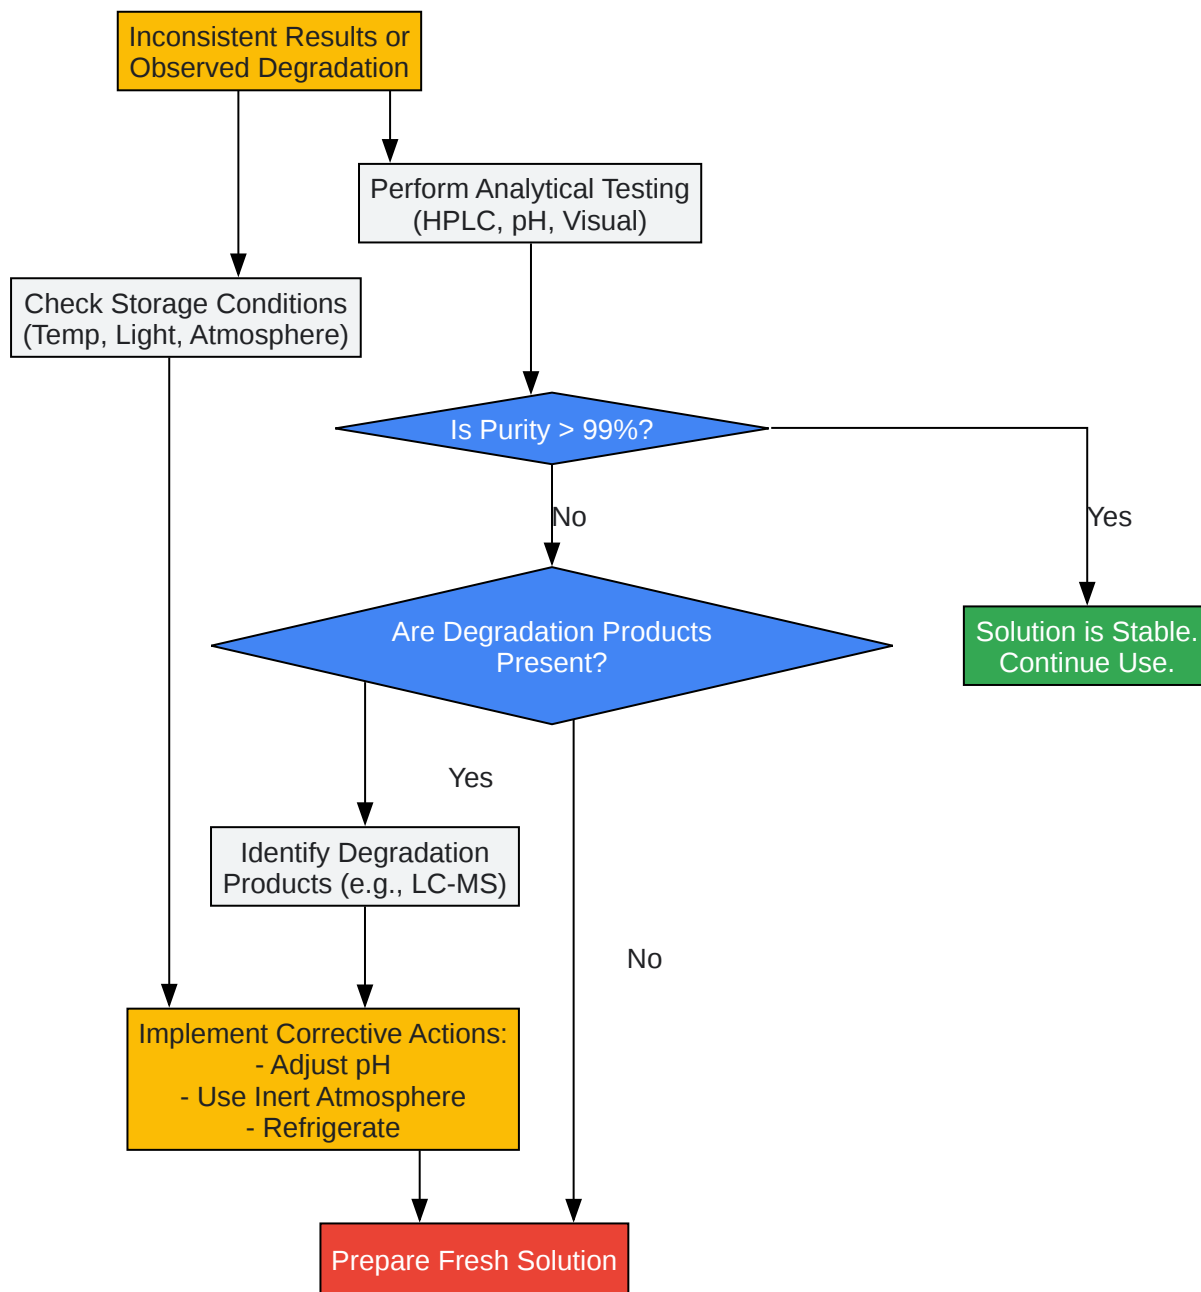 Inconsistent Results or
Observed Degradation
Perform Analytical Testing
(HPLC, pH, Visual)
Check Storage Conditions
(Temp, Light, Atmosphere)
Is Purity > 99%?
No
Yes
Are Degradation Products
Present?
Solution is Stable.
Continue Use.
Yes
Identify Degradation
Products (e.g., LC-MS)
No
Implement Corrective Actions:
- Adjust pH
- Use Inert Atmosphere
- Refrigerate
Prepare Fresh Solution